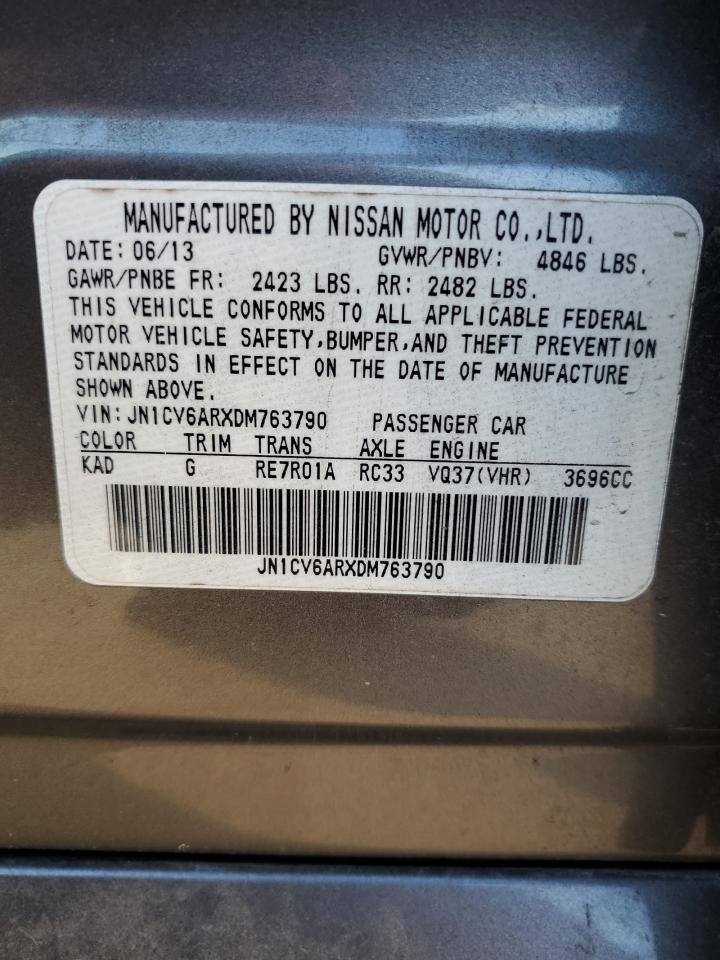 MANUFACTURED BY NISSAN MOTOR CO.,LTD.
DATE: 06/13 GVWR/PNBV: 4846 LBS.
GAWR/PNBE FR: 2423 LBS. RR: 2482 LBS.
THIS VEHICLE CONFORMS TO ALL APPLICABLE FEDERAL
MOTOR VEHICLE SAFETY,BUMPER,AND THEFT PREVENTION
STANDARDS IN EFFECT ON THE DATE OF MANUFACTURE
SHOWN ABOVE.
VIN: JN1CV6ARXDM763790 PASSENGER CAR
COLOR TRIM TRANS AXLE ENGINE
KAD G RE7R01A RC33 VQ37(VHR) 3696CC
JN1CV6ARXDM763790